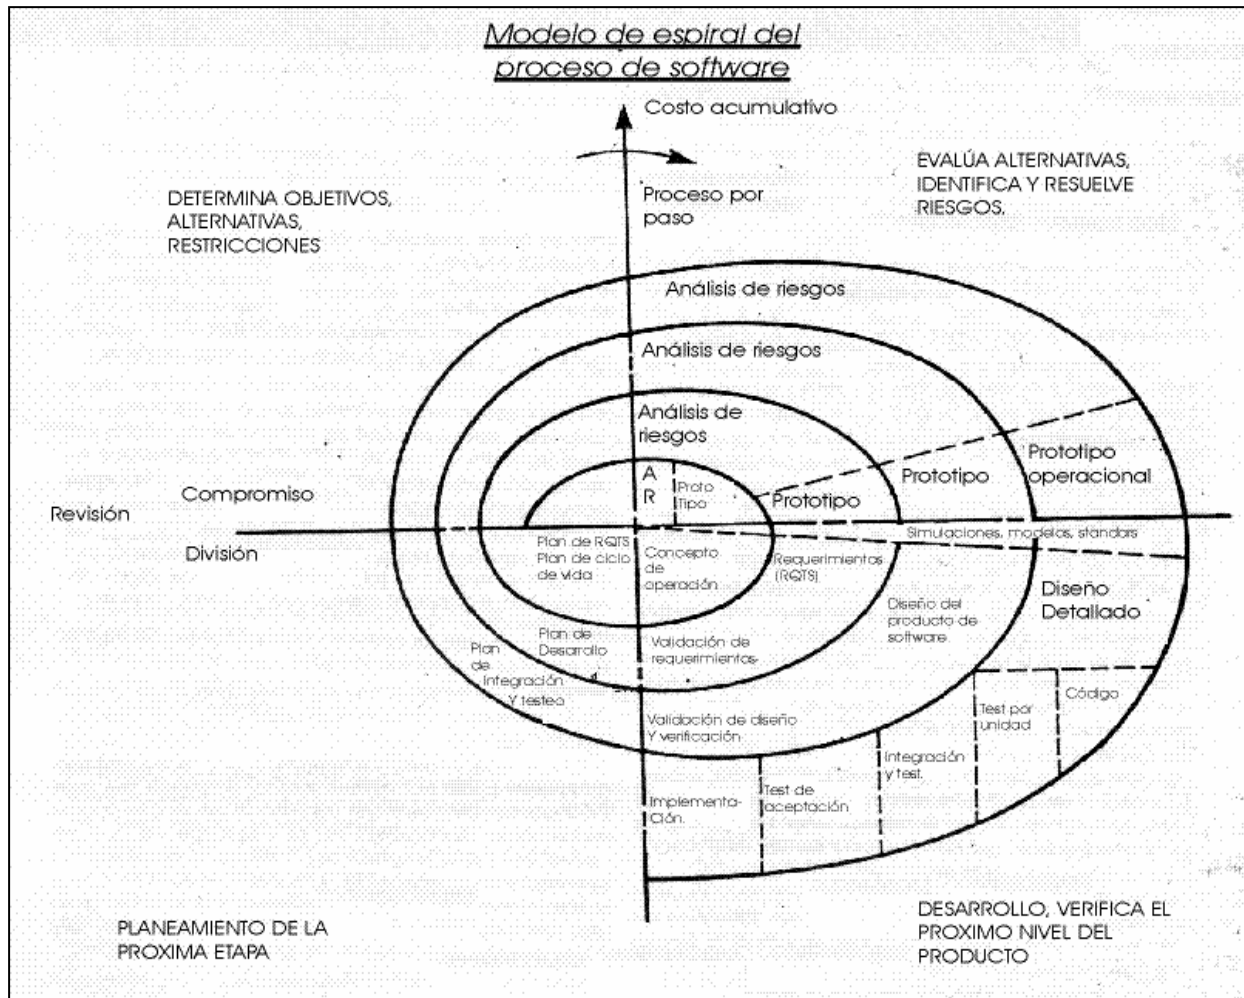 Modelo de espiral del
proceso de software
Costo acumulativo
Proceso por
paso
DETERMINA OBJETIVOS,
ALTERNATIVAS,
RESTRICCIONES
EVALÚA ALTERNATIVAS,
IDENTIFICA Y RESUELVE
RIESGOS.
Análisis de riesgos
Análisis de riesgos
Análisis de
riesgos
A
R
Proto
Tipo
Prototipo
Prototipo
Prototipo
operacional
Compromiso
Revisión
División
Simulaciones, modelos, standars
Plan de RQTS
Plan de ciclo
de vida
Concepto
de
operación
Requerimientos
(RQTS)
Diseño del
producto de
software
Diseño
Detallado
Plan de
Desarrollo
Validación de
requerimientos
Plan
de
Integración
Y testeo
Validación de diseño
Y verificación
Código
Test por
unidad
Integración
y test.
Test de
aceptación
Implementa-
Ción.
PLANEAMIENTO DE LA
PROXIMA ETAPA
DESARROLLO, VERIFICA EL
PROXIMO NIVEL DEL
PRODUCTO